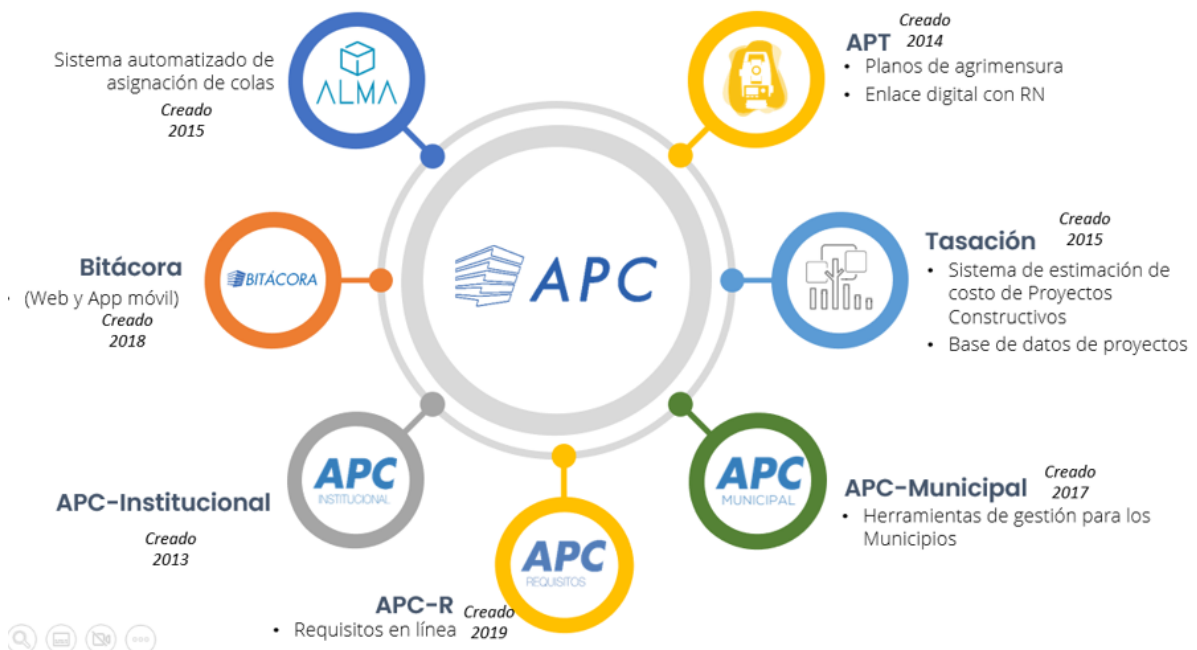 Sistema automatizado de
asignación de colas
Creado
2015
ALMA
APT
Creado
2014
• Planos de agrimensura
• Enlace digital con RN
Bitácora
• (Web y App móvil)
Creado
2018
BITÁCORA
APC
Tasación
Creado
2015
• Sistema de estimación de
costo de Proyectos
Constructivos
• Base de datos de proyectos
APC-Institucional
Creado
2013
APC
INSTITUCIONAL
APC
REQUISITOS
APC-R
Creado
2019
• Requisitos en línea
APC
MUNICIPAL
APC-Municipal
Creado
2017
• Herramientas de gestión para los
Municipios